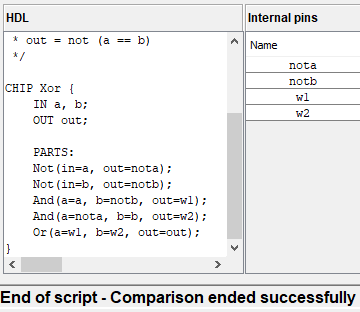 HDL
* out = not (a == b)
*/
CHIP Xor {
IN a, b;
OUT out;
PARTS:
Not(in=a, out=nota);
Not(in=b, out=notb);
And(a=a, b=notb, out=w1);
And(a=nota, b=b, out=w2);
Or(a=w1, b=w2, out=out);
}
Internal pins
Name
nota
notb
w1
w2
End of script - Comparison ended successfully